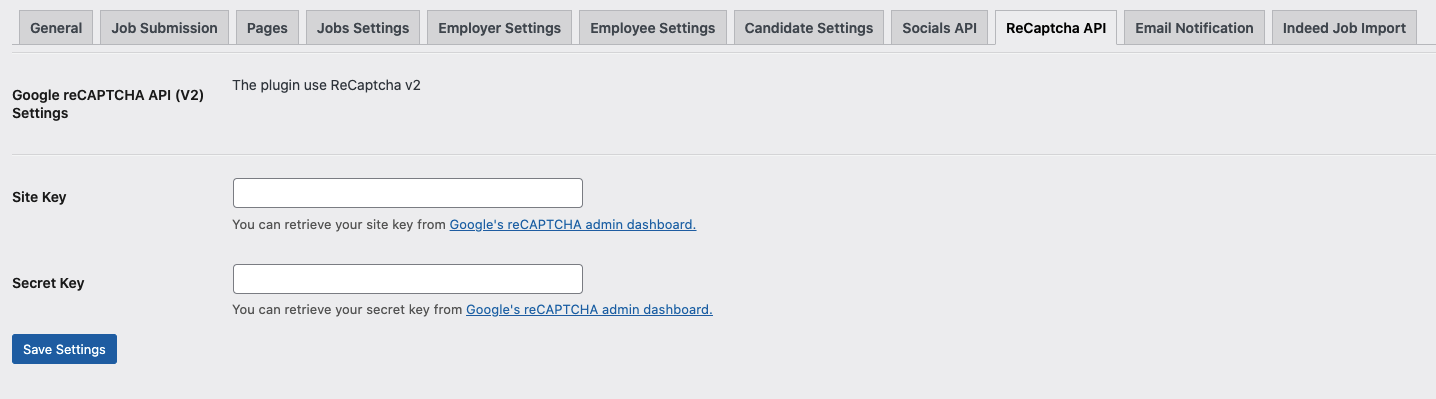 General Job Submission Pages Jobs Settings Employer Settings Employee Settings Candidate Settings Socials API ReCaptcha API Email Notification Indeed Job Import
Google reCAPTCHA API (V2)
Settings
The plugin use ReCaptcha v2
Site Key
You can retrieve your site key from Google's reCAPTCHA admin dashboard.
Secret Key
You can retrieve your secret key from Google's reCAPTCHA admin dashboard.
Save Settings